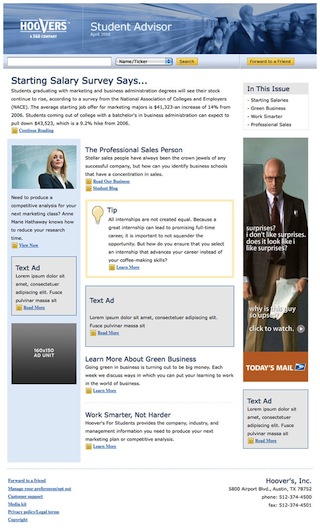 HOOVERS
A D&B COMPANY
Student Advisor
April 2008
Name/Ticker
Search
Forward to a Friend
Starting Salary Survey Says...
Students graduating with marketing and business administration degrees will see their stock
continue to rise, according to a survey from the National Association of Colleges and Employers
(NACE). The average starting job offer for marketing majors is $41,323-an increase of 14% from
2006. Students coming out of college with a batchelor's in business administration can expect to
pull down $43,523, which is a 9.2% hike from 2006.
Continue Reading
In This Issue
- Starting Salaries
- Green Business
- Work Smarter
- Professional Sales
Need to produce a
competitive analysis for your
next marketing class? Anne
Marie Hathaway knows how
to reduce your research
time.
View Now
Text Ad
Lorem ipsum dolor sit
amet, consectetuer
adipiscing elit. Fusce
pulvinar massa sit
Read More
160x150
AD UNIT
The Professional Sales Person
Stellar sales people have always been the crown jewels of any
successful company, but how can you identify business schools
that have a concentration in sales.
Read Our Business
Student Blog
Tip
All internships are not created equal. Because a
great internship can lead to promising full-time
career, it is important to not squander the
opportunity. But how do you ensure that you select
an internship that advances your career instead of
your coffee-making skills?
Learn More
Text Ad
Lorem ipsum dolor sit amet, consectetuer adipiscing elit. Fusce
pulvinar massa sit
Read More
Learn More About Green Business
Going green in business is turning out to be big money. Each
week we discuss ways in which you can put your learning to work
in the world of business.
Learn More
Work Smarter, Not Harder
Hoover's For Students provides the company, industry, and
management information you need to produce your next
marketing plan or competitive analysis.
Learn More
surprises?
i don't like surprises.
does it look like i
like surprises?
why is that guy
so upset?
click to watch.
TODAY'S MAIL
Text Ad
Lorem ipsum dolor sit
amet, consectetuer
adipiscing elit. Fusce
pulvinar massa sit
Read More
Forward to a friend
Manage your preferences/opt out
Customer support
Media kit
Privacy policy/Legal terms
Copyright
Hoover's, Inc.
5800 Airport Blvd., Austin, TX 78752
phone: 512-374-4500
fax: 512-374-4501